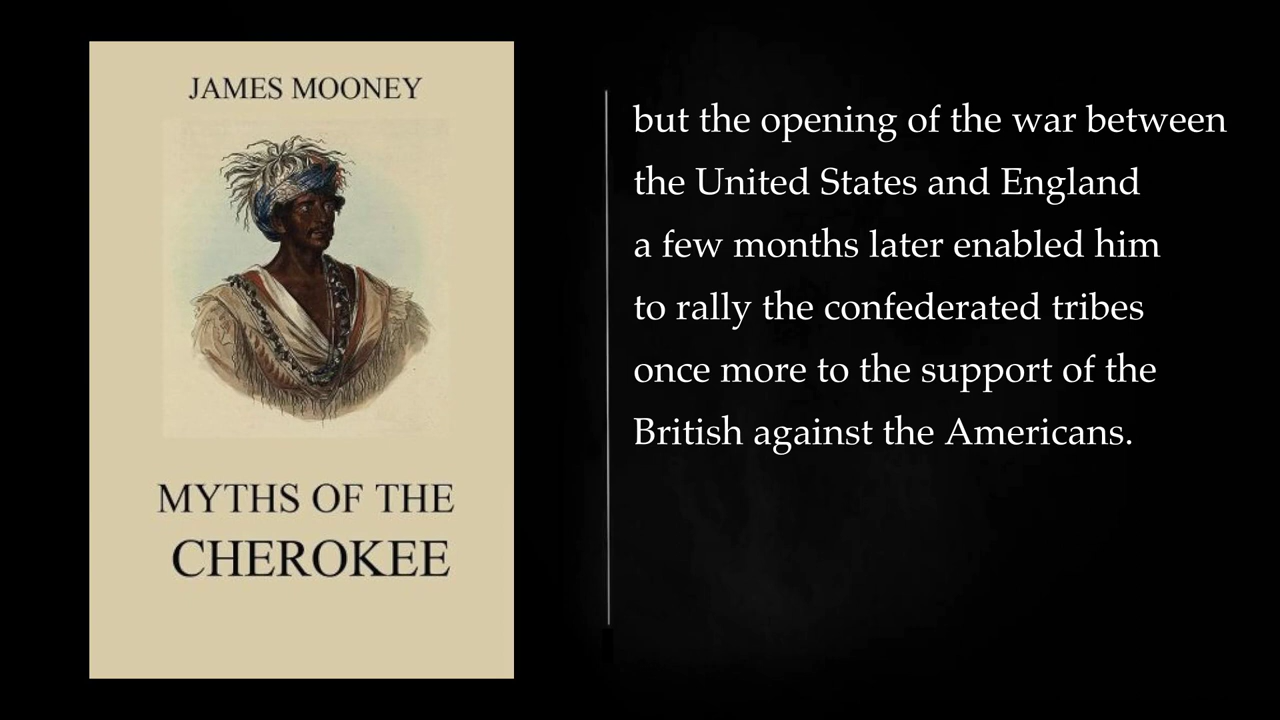 JAMES MOONEY
MYTHS OF THE
CHEROKEE
but the opening of the war between
the United States and England
a few months later enabled him
to rally the confederated tribes
once more to the support of the
British against the Americans.